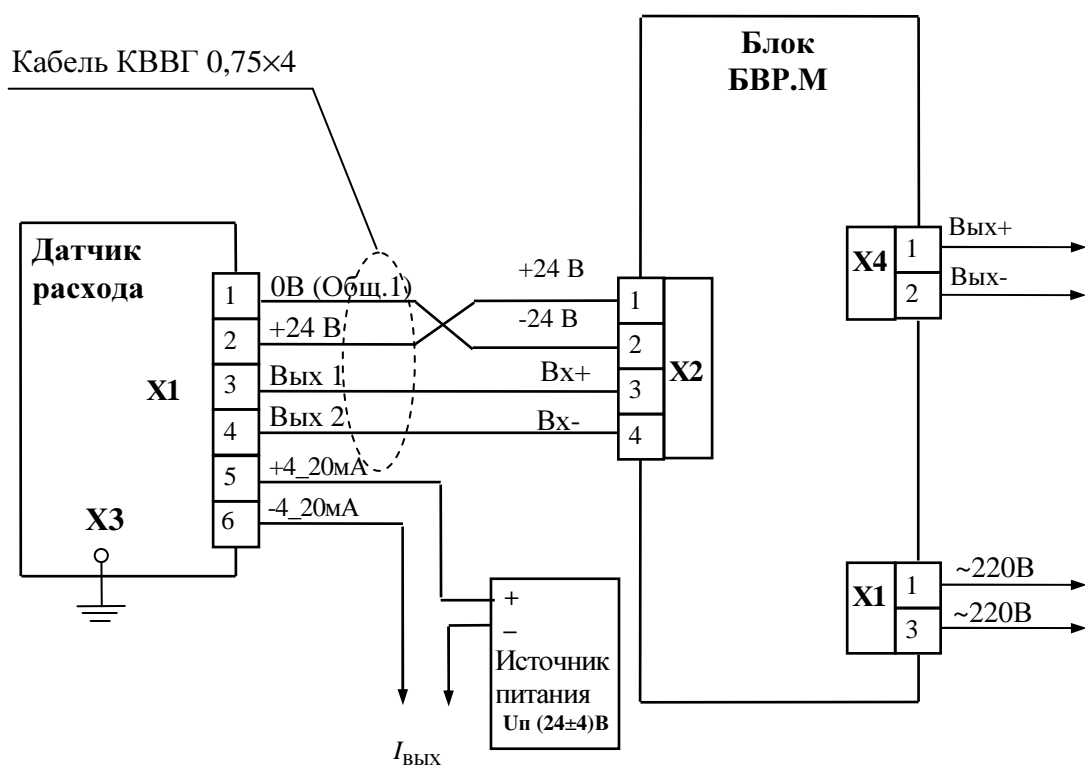 Кабель КВВГ 0,75×4
Блок
БВР.М
Датчик
расхода
X1
X3
1
2
3
4
5
6
0В (Общ.1)
+24 В
Вых 1
Вых 2
+4_20мА
-4_20мА
+24 В
-24 В
Вх+
Вх-
1
2
3
4
X2
X4
1
2
Вых+
Вых-
X1
1
3
~220В
~220В
+
–
Источник
питания
Uп (24±4)В
Iвых